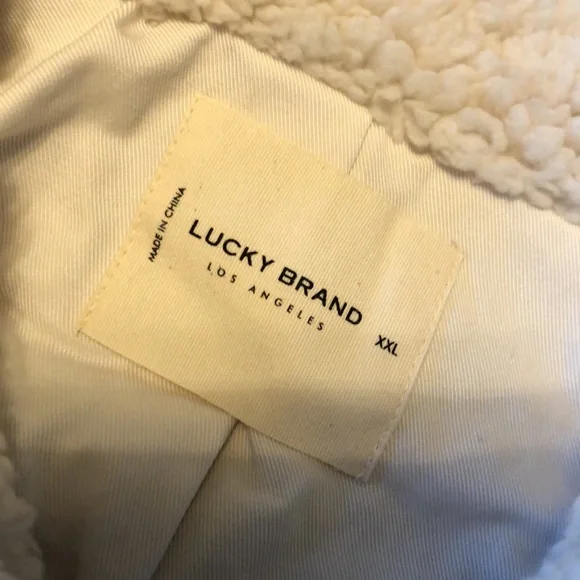 MADE IN CHINA
LUCKY BRAND
LOS ANGELES
XXL